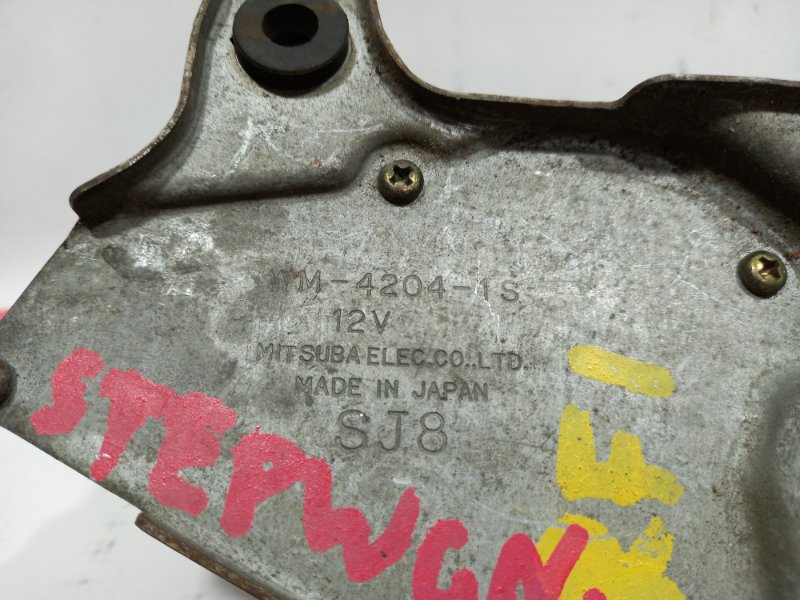 WM-4204-1S
12V
MITSUBA ELEC.CO.,LTD.
MADE IN JAPAN
SJ8
STEPWGN.